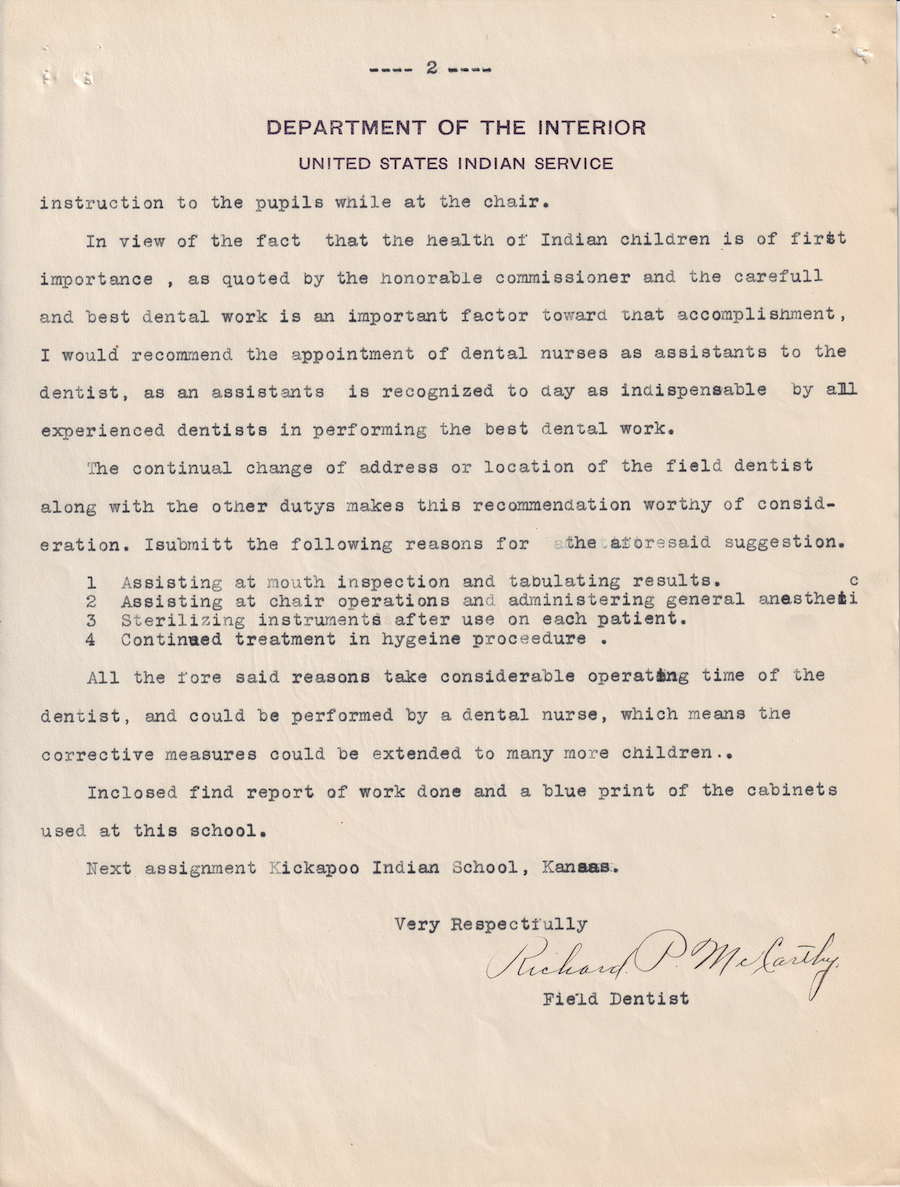 ---- 2 ----
DEPARTMENT OF THE INTERIOR
UNITED STATES INDIAN SERVICE
instruction to the pupils while at the chair.
In view of the fact that the health of Indian children is of first
importance , as quoted by the honorable commissioner and the carefull
and best dental work is an important factor toward that accomplishment,
I would recommend the appointment of dental nurses as assistants to the
dentist, as an assistants is recognized to day as indispensable by all
experienced dentists in performing the best dental work.
The continual change of address or location of the field dentist
along with the other dutys makes this recommendation worthy of consid-
eration. Isubmitt the following reasons for the aforesaid suggestion.
1 Assisting at mouth inspection and tabulating results.
2 Assisting at chair operations and administering general anesthetic
3 Sterilizing instruments after use on each patient.
4 Continued treatment in hygeine proceedure .
All the fore said reasons take considerable operating time of the
dentist, and could be performed by a dental nurse, which means the
corrective measures could be extended to many more children..
Inclosed find report of work done and a blue print of the cabinets
used at this school.
Next assignment Kickapoo Indian School, Kansas.
Very Respectfully
Richard P. McCarthy.
Field Dentist